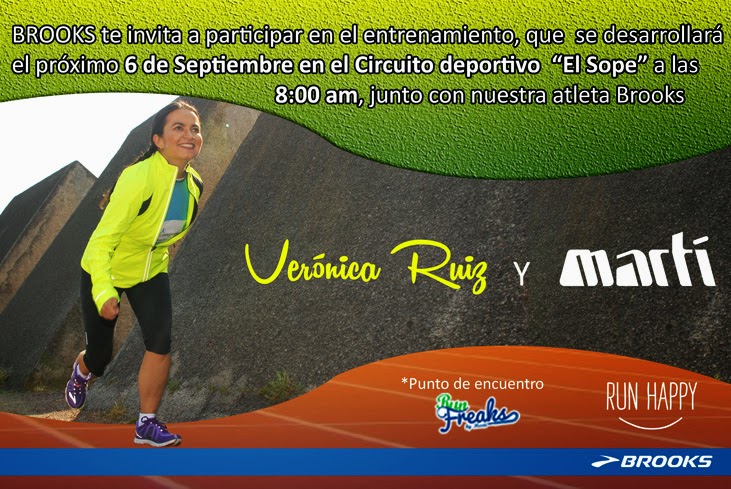 BROOKS te invita a participar en el entrenamiento, que se desarrollará
el próximo 6 de Septiembre en el Circuito deportivo "El Sope" a las
8:00 am, junto con nuestra atleta Brooks
Verónica Ruiz Y martí
*Punto de encuentro
Run
Freaks
RUN HAPPY
BROOKS